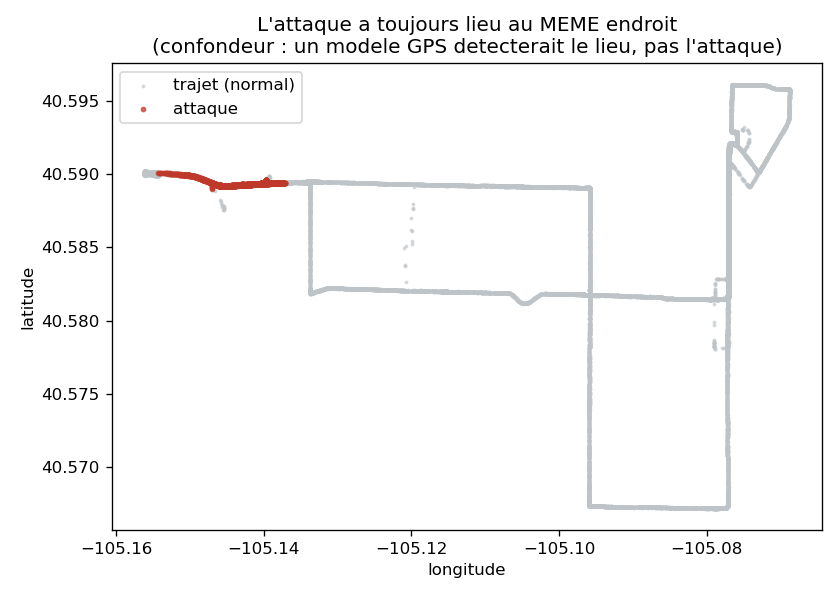 L'attaque a toujours lieu au MEME endroit
(confondeur : un modele GPS detecterait le lieu, pas l'attaque)
trajet (normal)
attaque
40.595
40.590
40.585
40.580
40.575
40.570
latitude
−105.16
−105.14
−105.12
−105.10
−105.08
longitude